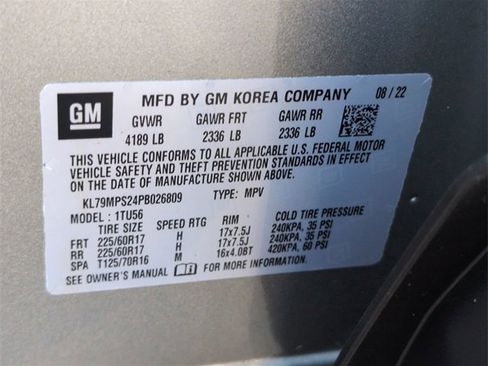 GM
MFD BY GM KOREA COMPANY 08/22
GVWR GAWR FRT GAWR RR
4189 LB 2336 LB 2336 LB
THIS VEHICLE CONFORMS TO ALL APPLICABLE U.S. FEDERAL MOTOR
VEHICLE SAFETY AND THEFT PREVENTION STANDARDS IN EFFECT ON
THE DATE OF MANUFACTURE SHOWN ABOVE.
KL79MPS24PB026809 TYPE: MPV
MODEL: 1TU56
TIRE SIZE SPEED RTG RIM COLD TIRE PRESSURE
FRT 225/60R17 H 17x7.5J 240KPA, 35 PSI
RR 225/60R17 H 17x7.5J 240KPA, 35 PSI
SPA T125/70R16 M 16x4.0BT 420KPA, 60 PSI
SEE OWNER'S MANUAL FOR MORE INFORMATION